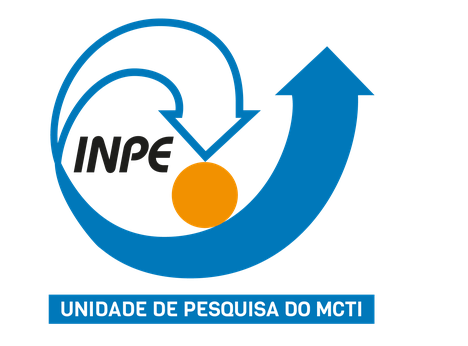 INPE
UNIDADE DE PESQUISA DO MCTI